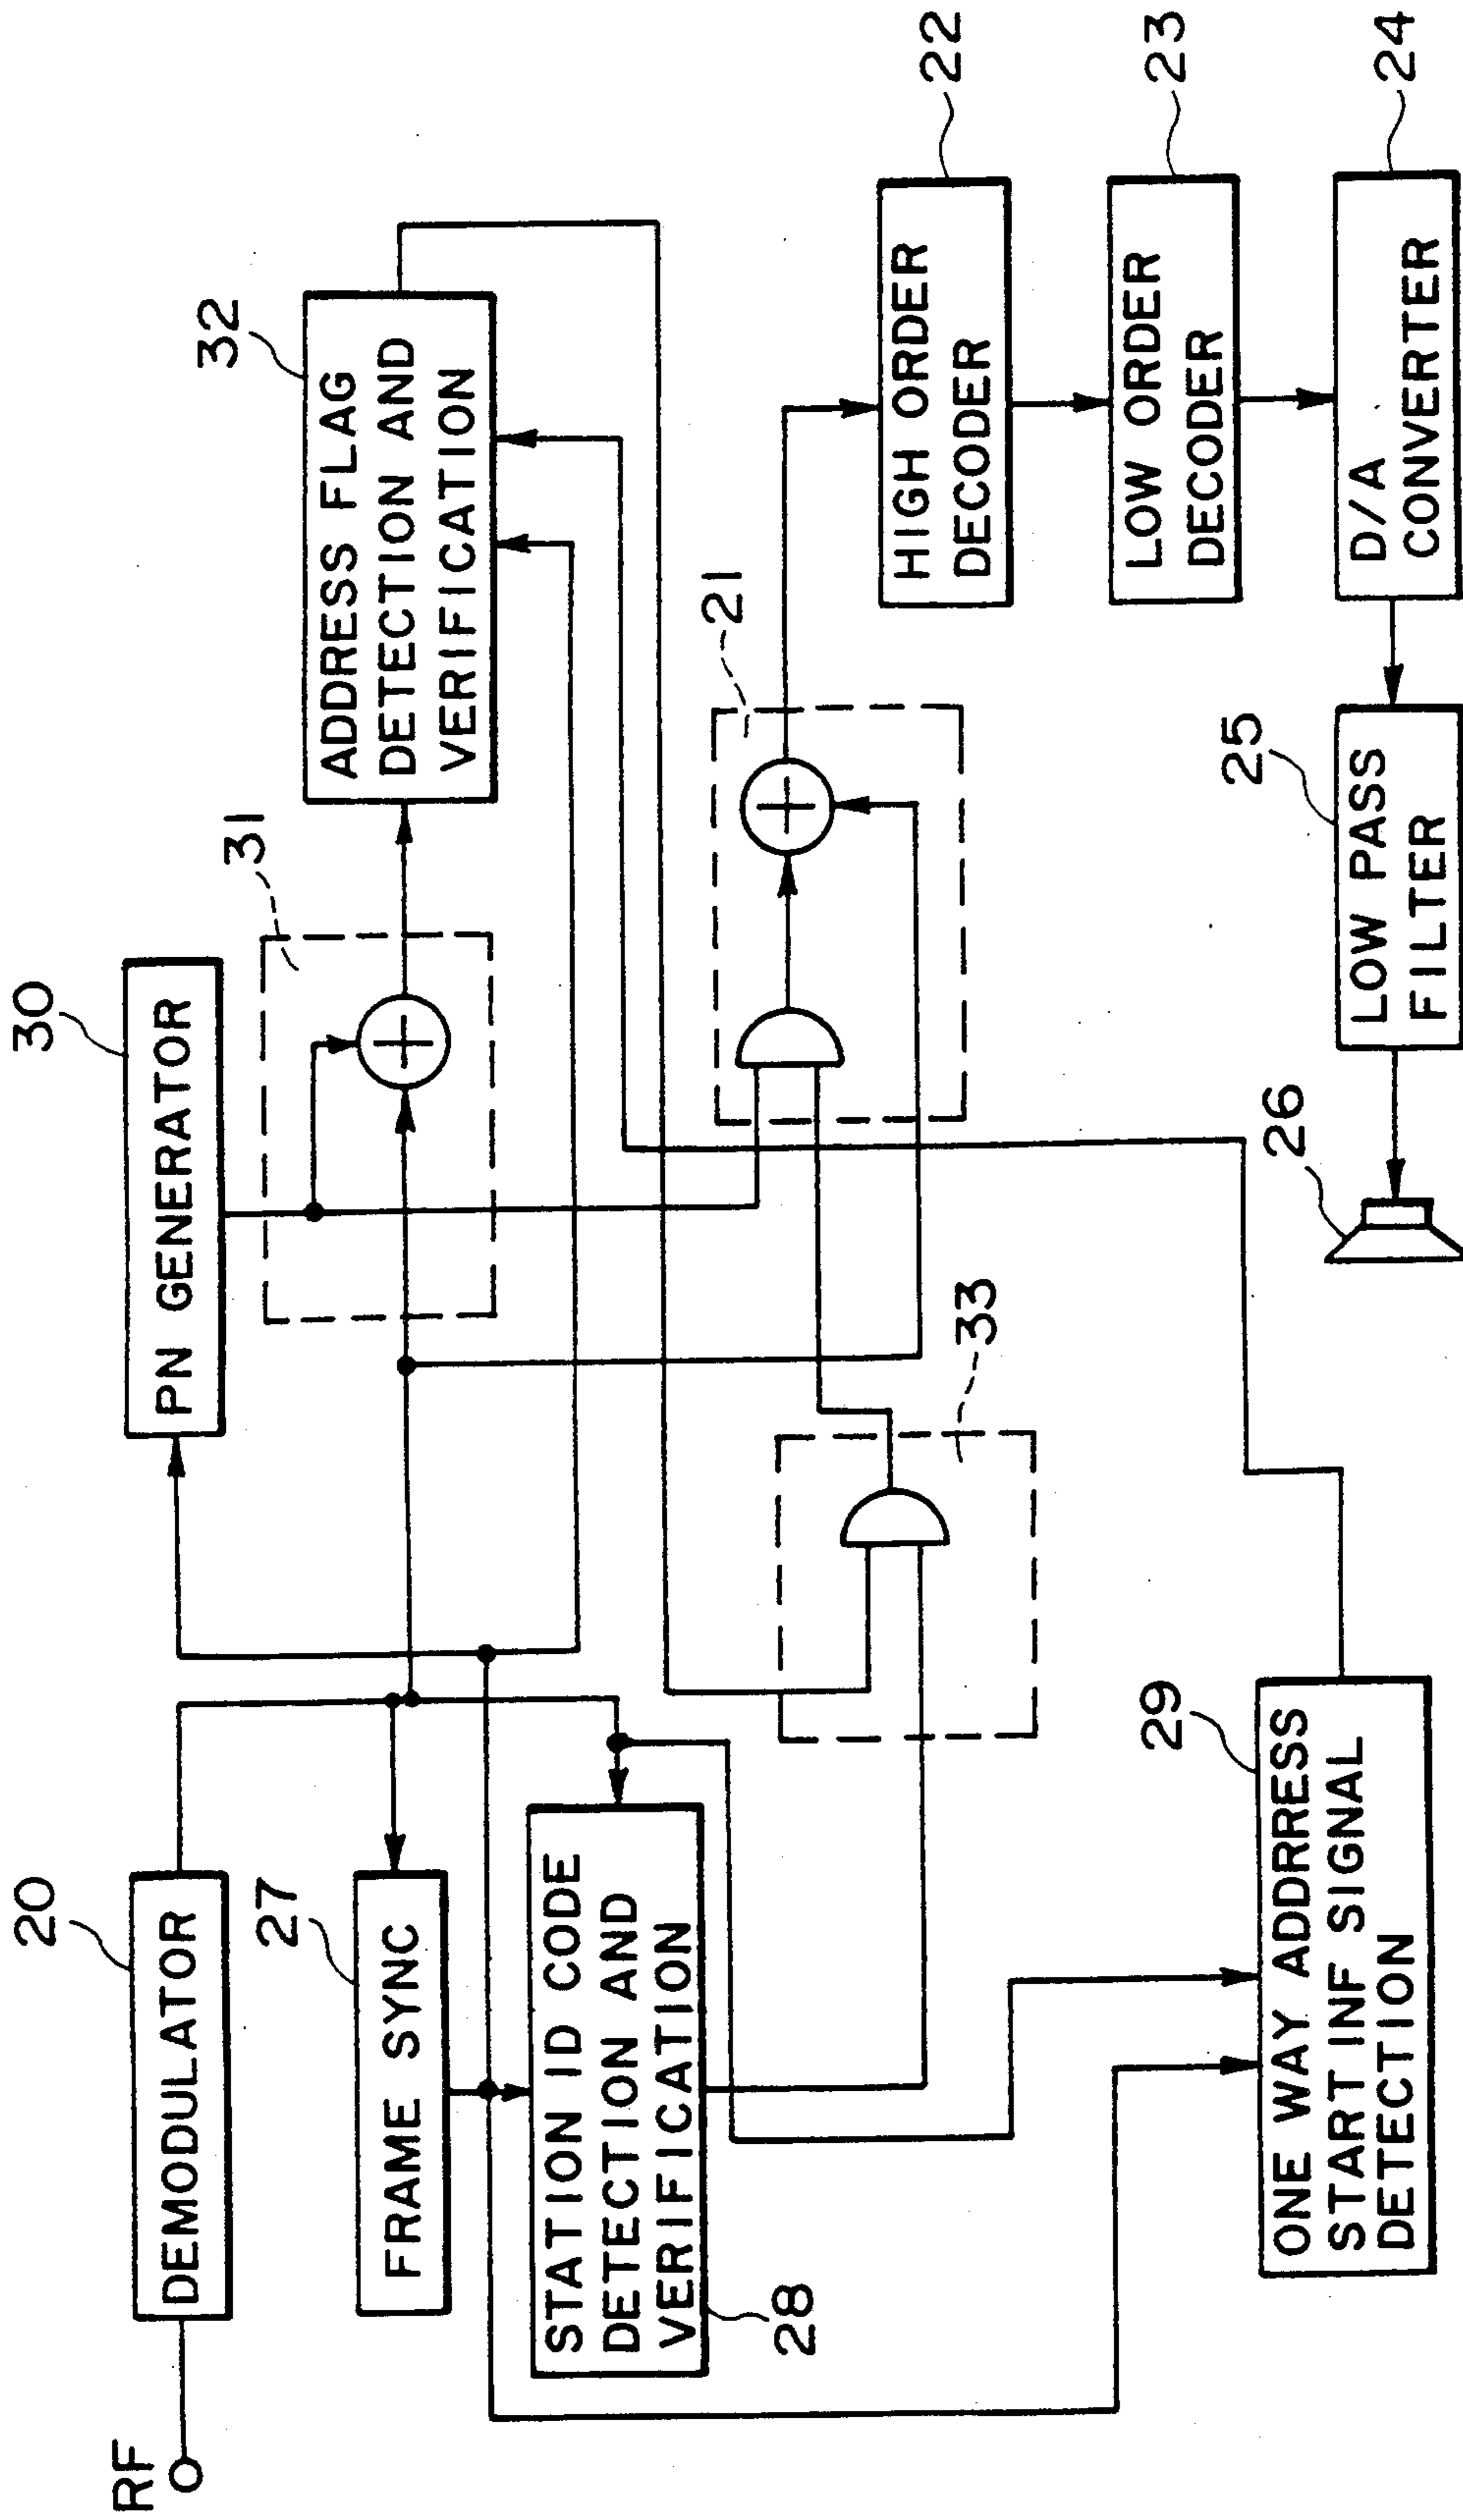 RF
20
DEMODULATOR
27
FRAME SYNC
28
STATION ID CODE
DETECTION AND
VERIFICATION
29
ONE WAY ADDRESS
START INF SIGNAL
DETECTION
30
PN GENERATOR
31
32
ADDRESS FLAG
DETECTION AND
VERIFICATION
33
21
22
HIGH ORDER
DECODER
23
LOW ORDER
DECODER
24
D/A
CONVERTER
25
LOW PASS
FILTER
26